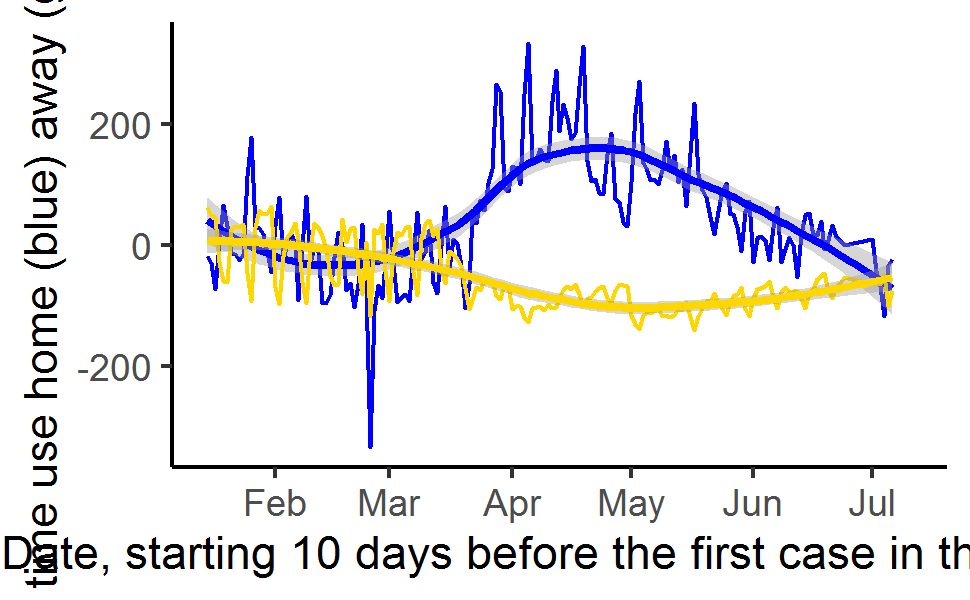 time use home (blue) away (
200
0
-200
Feb Mar Apr May Jun Jul
Date, starting 10 days before the first case in th